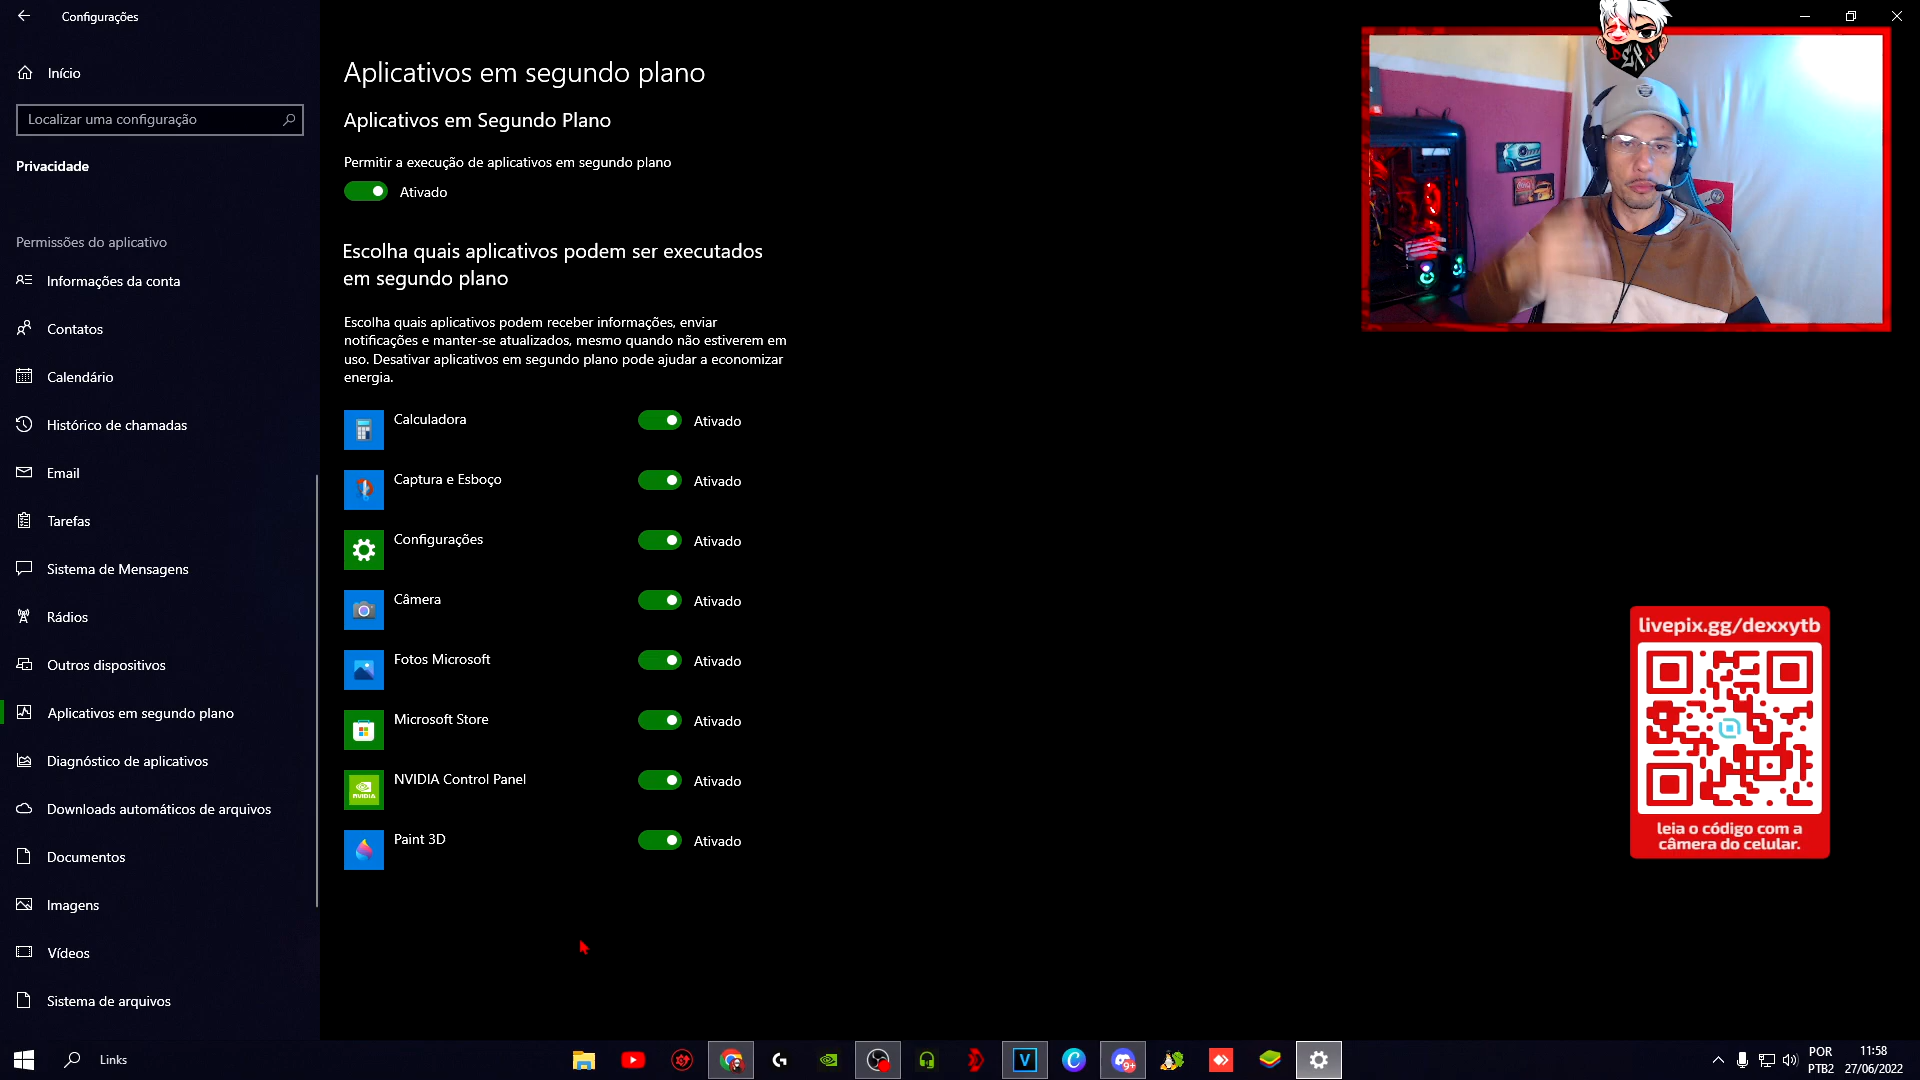 Configurações
Início
Localizar uma configuração
Privacidade
Permissões do aplicativo
Informações da conta
Contatos
Calendário
Histórico de chamadas
Email
Tarefas
Sistema de Mensagens
Rádios
Outros dispositivos
Aplicativos em segundo plano
Diagnóstico de aplicativos
Downloads automáticos de arquivos
Documentos
Imagens
Vídeos
Sistema de arquivos
Aplicativos em segundo plano
Aplicativos em Segundo Plano
Permitir a execução de aplicativos em segundo plano
Ativado
Escolha quais aplicativos podem ser executados
em segundo plano
Escolha quais aplicativos podem receber informações, enviar
notificações e manter-se atualizados, mesmo quando não estiverem em
uso. Desativar aplicativos em segundo plano pode ajudar a economizar
energia.
Calculadora Ativado
Captura e Esboço Ativado
Configurações Ativado
Câmera Ativado
Fotos Microsoft Ativado
Microsoft Store Ativado
NVIDIA Control Panel Ativado
Paint 3D Ativado
livepix.gg/dexxytb
leia o código com a
câmera do celular.
Links
9+
POR
PTB2
11:58
27/06/2022